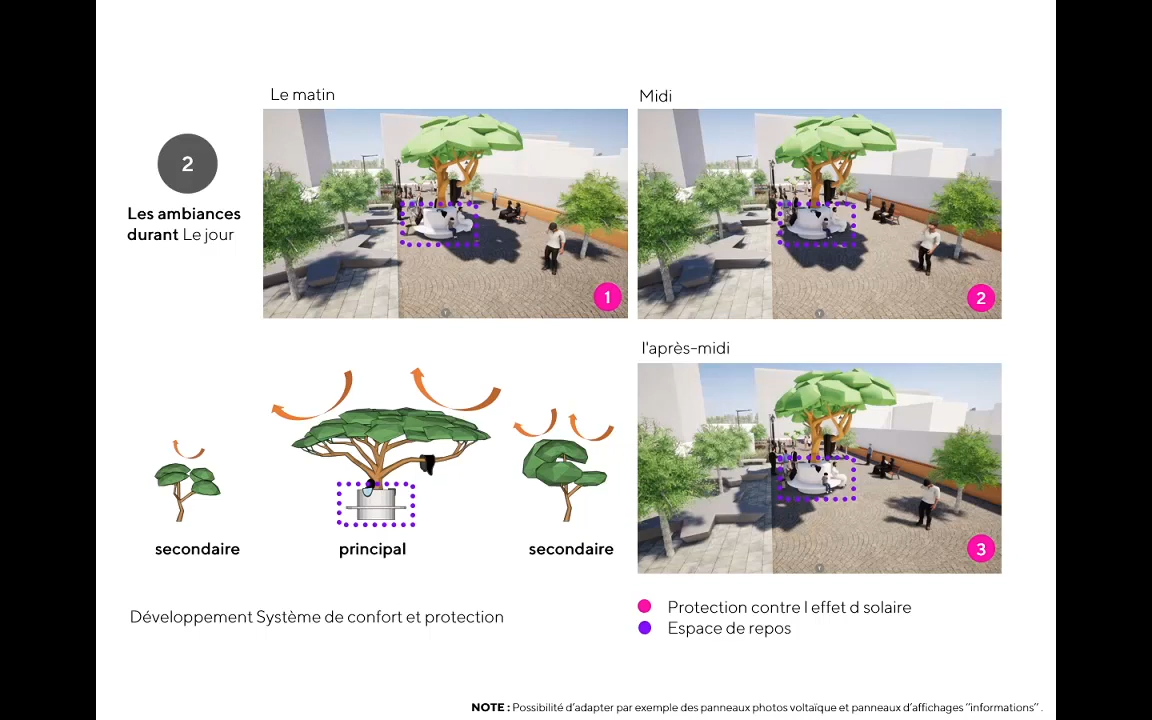 Le matin
Midi
2
Les ambiances
durant Le jour
1
2
l'après-midi
3
secondaire
principal
secondaire
Développement Système de confort et protection
Protection contre l effet d solaire
Espace de repos
NOTE : Possibilité d'adapter par exemple des panneaux photos voltaïque et panneaux d'affichages ''informations'' .